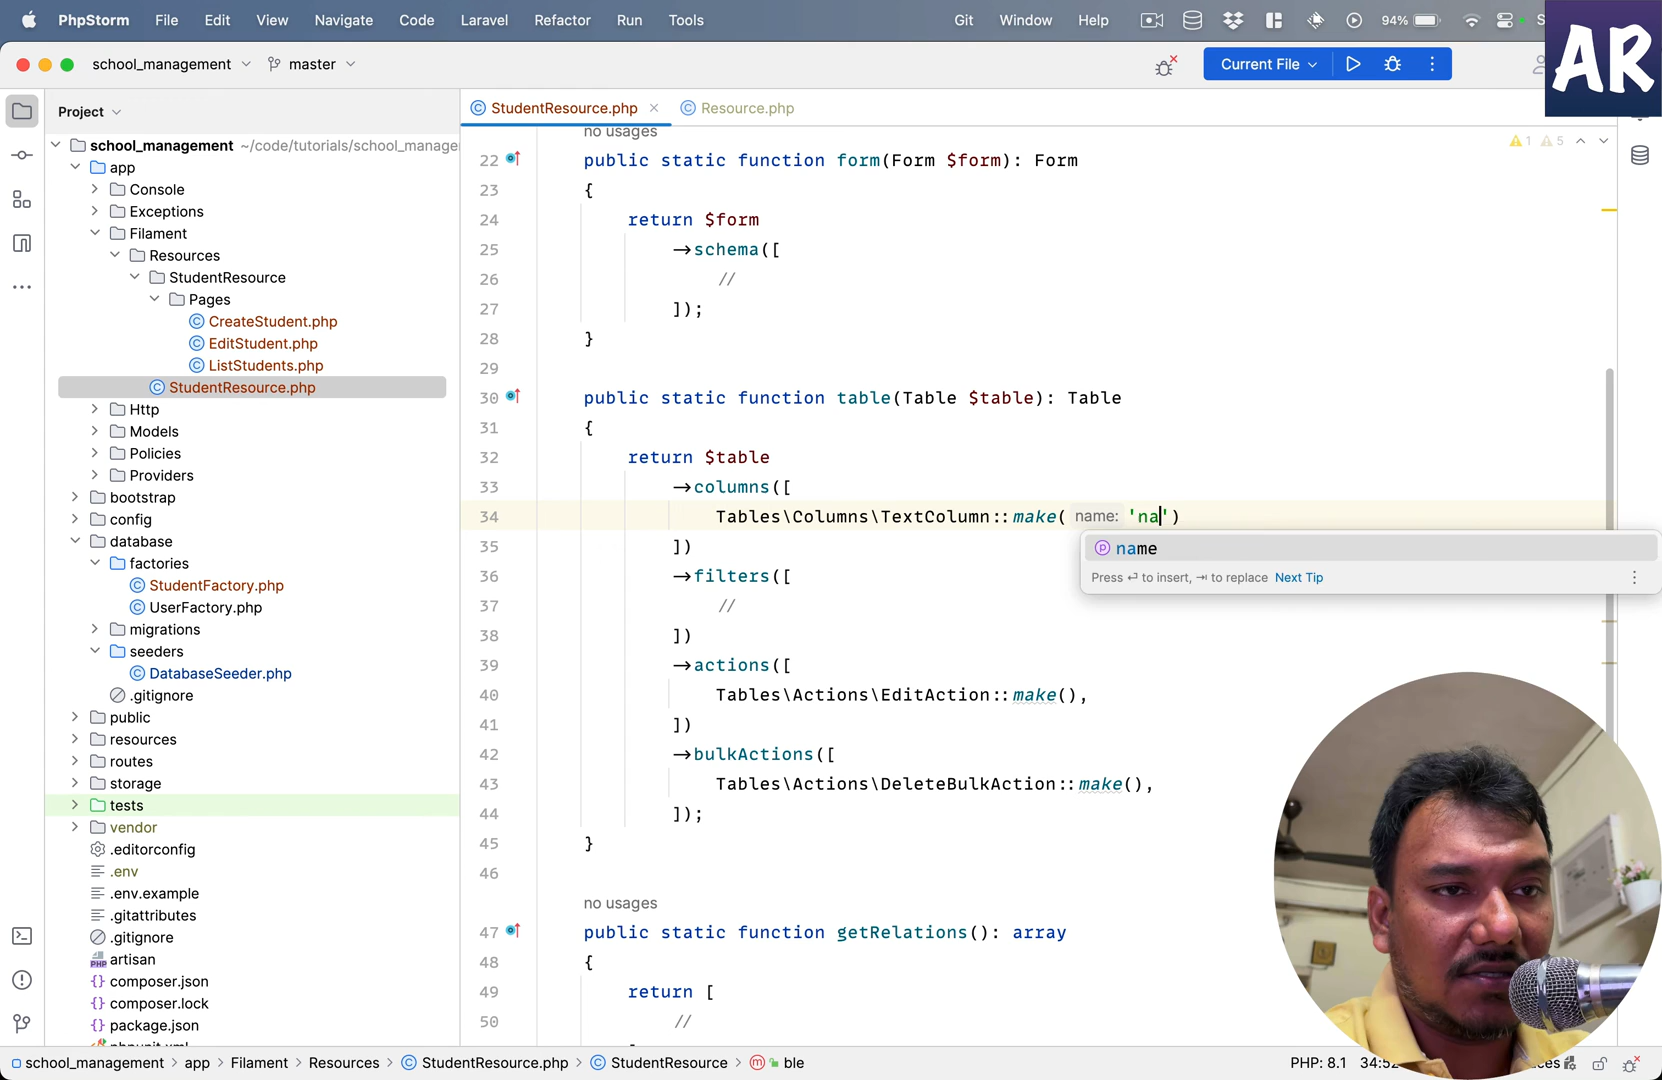 PhpStorm File Edit View Navigate Code Laravel Refactor Run Tools Git Window Help 94%
AR
school_management master Current File
Project
StudentResource.php Resource.php
school_management ~/code/tutorials/school_manage
app
Console
Exceptions
Filament
Resources
StudentResource
Pages
CreateStudent.php
EditStudent.php
ListStudents.php
StudentResource.php
Http
Models
Policies
Providers
bootstrap
config
database
factories
StudentFactory.php
UserFactory.php
migrations
seeders
DatabaseSeeder.php
.gitignore
public
resources
routes
storage
tests
vendor
.editorconfig
.env
.env.example
.gitattributes
.gitignore
artisan
composer.json
composer.lock
package.json
phpunit.xml
no usages
1 5
22 public static function form(Form $form): Form
23 {
24 return $form
25 ->schema([
26 //
27 ]);
28 }
29
30 public static function table(Table $table): Table
31 {
32 return $table
33 ->columns([
34 Tables\Columns\TextColumn::make( name: 'na')
35 ])
36 ->filters([
37 //
38 ])
39 ->actions([
40 Tables\Actions\EditAction::make(),
41 ])
42 ->bulkActions([
43 Tables\Actions\DeleteBulkAction::make(),
44 ]);
45 }
46
no usages
47 public static function getRelations(): array
48 {
49 return [
50 //
name
Press ⏎ to insert, ⇥ to replace Next Tip
school_management > app > Filament > Resources > StudentResource.php > StudentResource > ble
PHP: 8.1